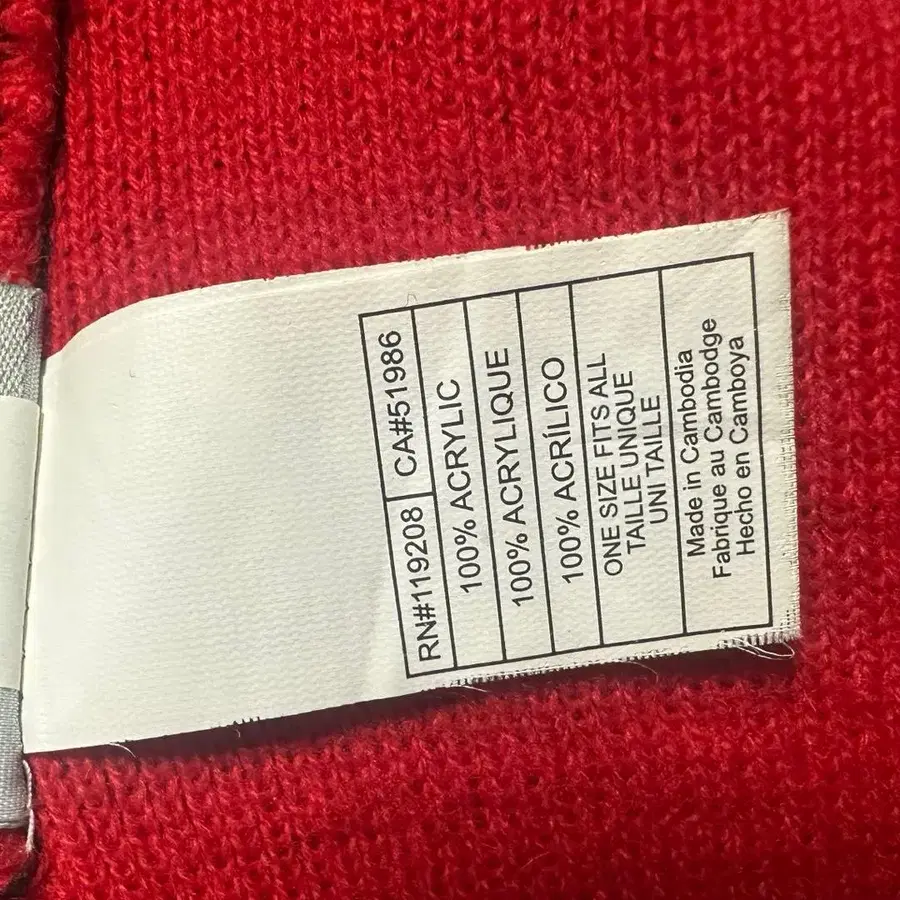 RN#119208 | CA#51986
100% ACRYLIC
100% ACRYLIQUE
100% ACRÍLICO
ONE SIZE FITS ALL
TAILLE UNIQUE
UNI TAILLE
Made in Cambodia
Fabrique au Cambodge
Hecho en Camboya